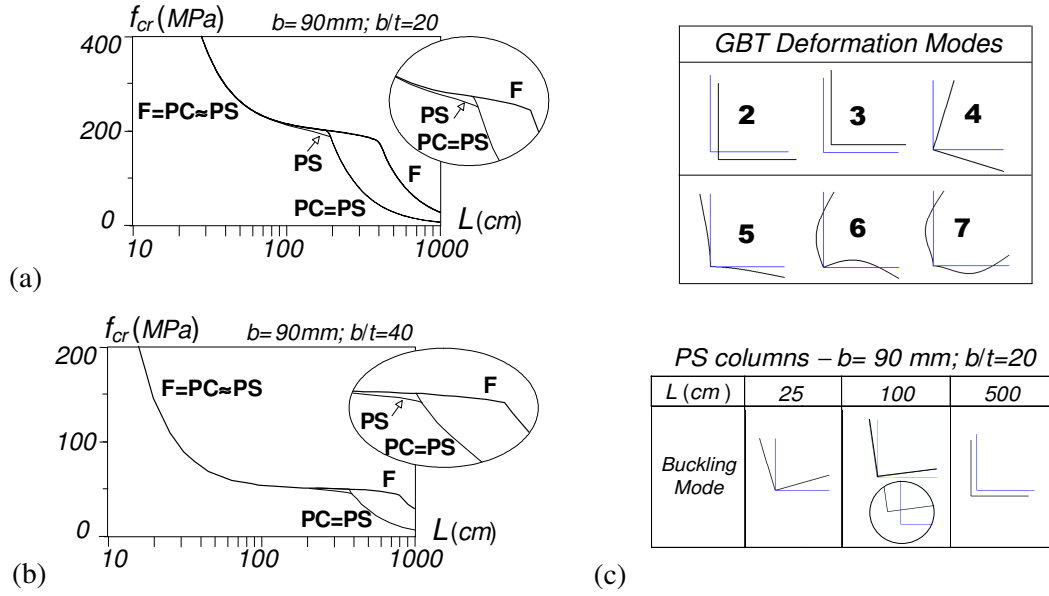 f_cr (MPa) b= 90mm; b/t=20
400
F
PS
F=PC≈PS
PC=PS
200
PS
F
PC=PS
0
L (cm)
10
100
1000
(a)
f_cr (MPa) b= 90mm; b/t=40
200
F=PC≈PS
F
PS
PC=PS
100
F
PC=PS
0
L (cm)
10
100
1000
(b)
GBT Deformation Modes
2 3 4
5 6 7
PS columns – b= 90 mm; b/t=20
L (cm) 25 100 500
Buckling
Mode
(c)